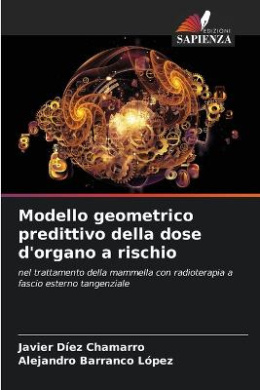 EDIZIONI
SAPIENZA
Modello geometrico
predittivo della dose
d'organo a rischio
nel trattamento della mammella con radioterapia a
fascio esterno tangenziale
Javier Díez Chamarro
Alejandro Barranco López